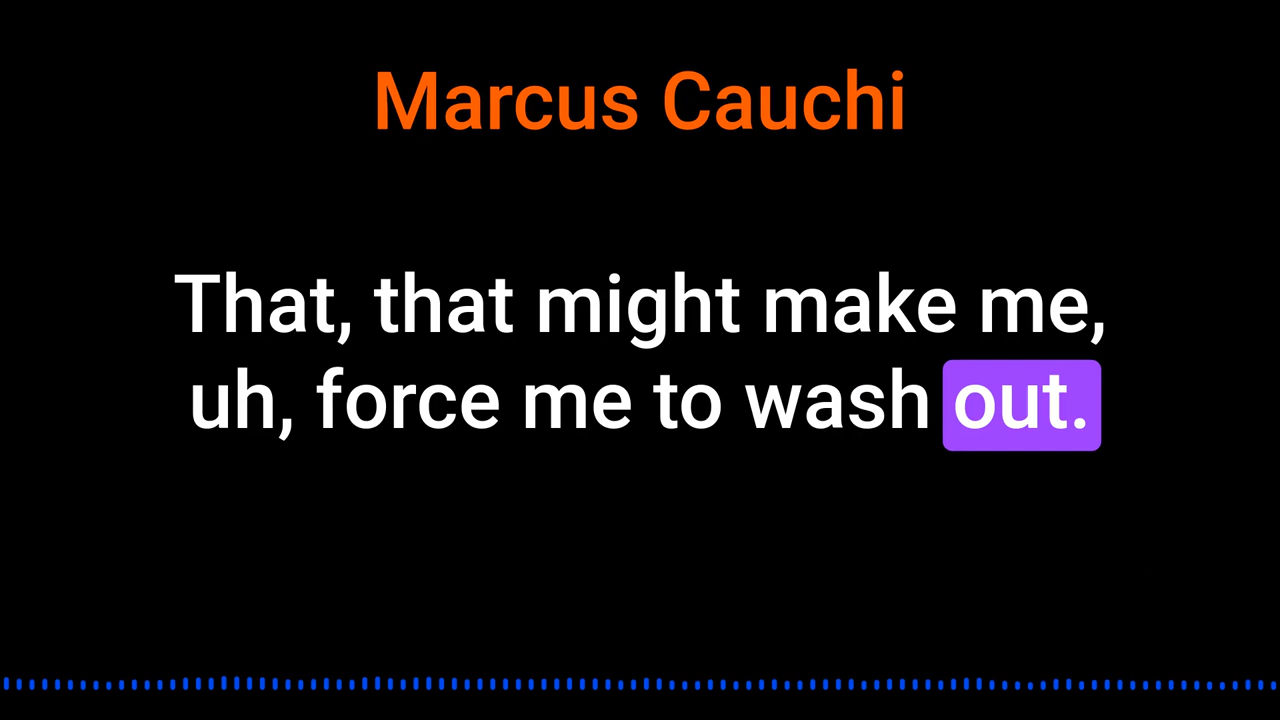 Marcus Cauchi
That, that might make me,
uh, force me to wash out.